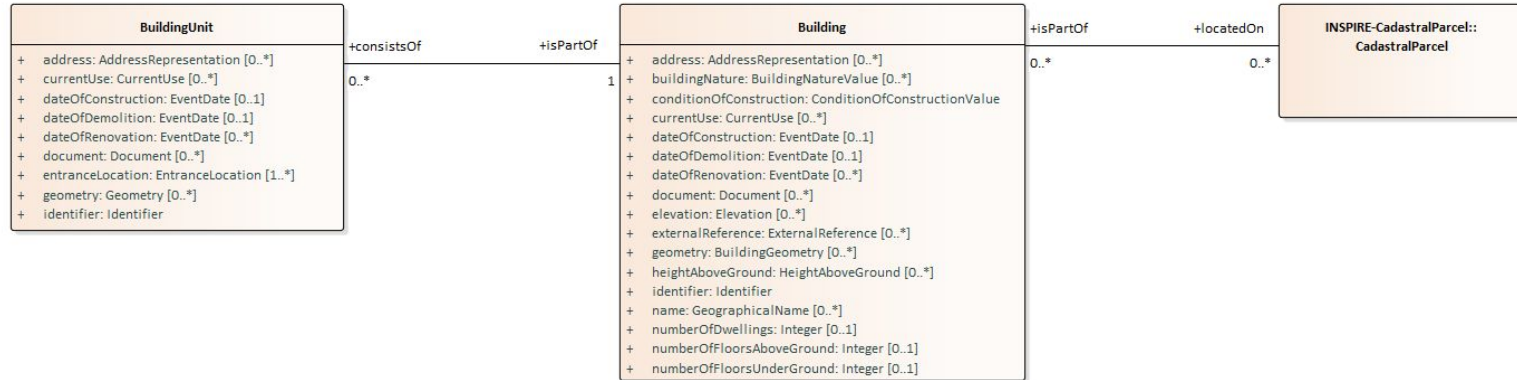 BuildingUnit
+ address: AddressRepresentation [0..*]
+ currentUse: CurrentUse [0..*]
+ dateOfConstruction: EventDate [0..1]
+ dateOfDemolition: EventDate [0..1]
+ dateOfRenovation: EventDate [0..*]
+ document: Document [0..*]
+ entranceLocation: EntranceLocation [1..*]
+ geometry: Geometry [0..*]
+ identifier: Identifier
+consistsOf
+isPartOf
0..*
1
Building
+ address: AddressRepresentation [0..*]
+ buildingNature: BuildingNatureValue [0..*]
+ conditionOfConstruction: ConditionOfConstructionValue
+ currentUse: CurrentUse [0..*]
+ dateOfConstruction: EventDate [0..1]
+ dateOfDemolition: EventDate [0..1]
+ dateOfRenovation: EventDate [0..*]
+ document: Document [0..*]
+ elevation: Elevation [0..*]
+ externalReference: ExternalReference [0..*]
+ geometry: BuildingGeometry [0..*]
+ heightAboveGround: HeightAboveGround [0..*]
+ identifier: Identifier
+ name: GeographicalName [0..*]
+ numberOfDwellings: Integer [0..1]
+ numberOfFloorsAboveGround: Integer [0..1]
+ numberOfFloorsUnderGround: Integer [0..1]
+isPartOf
+locatedOn
0..*
0..*
INSPIRE-CadastralParcel::
CadastralParcel